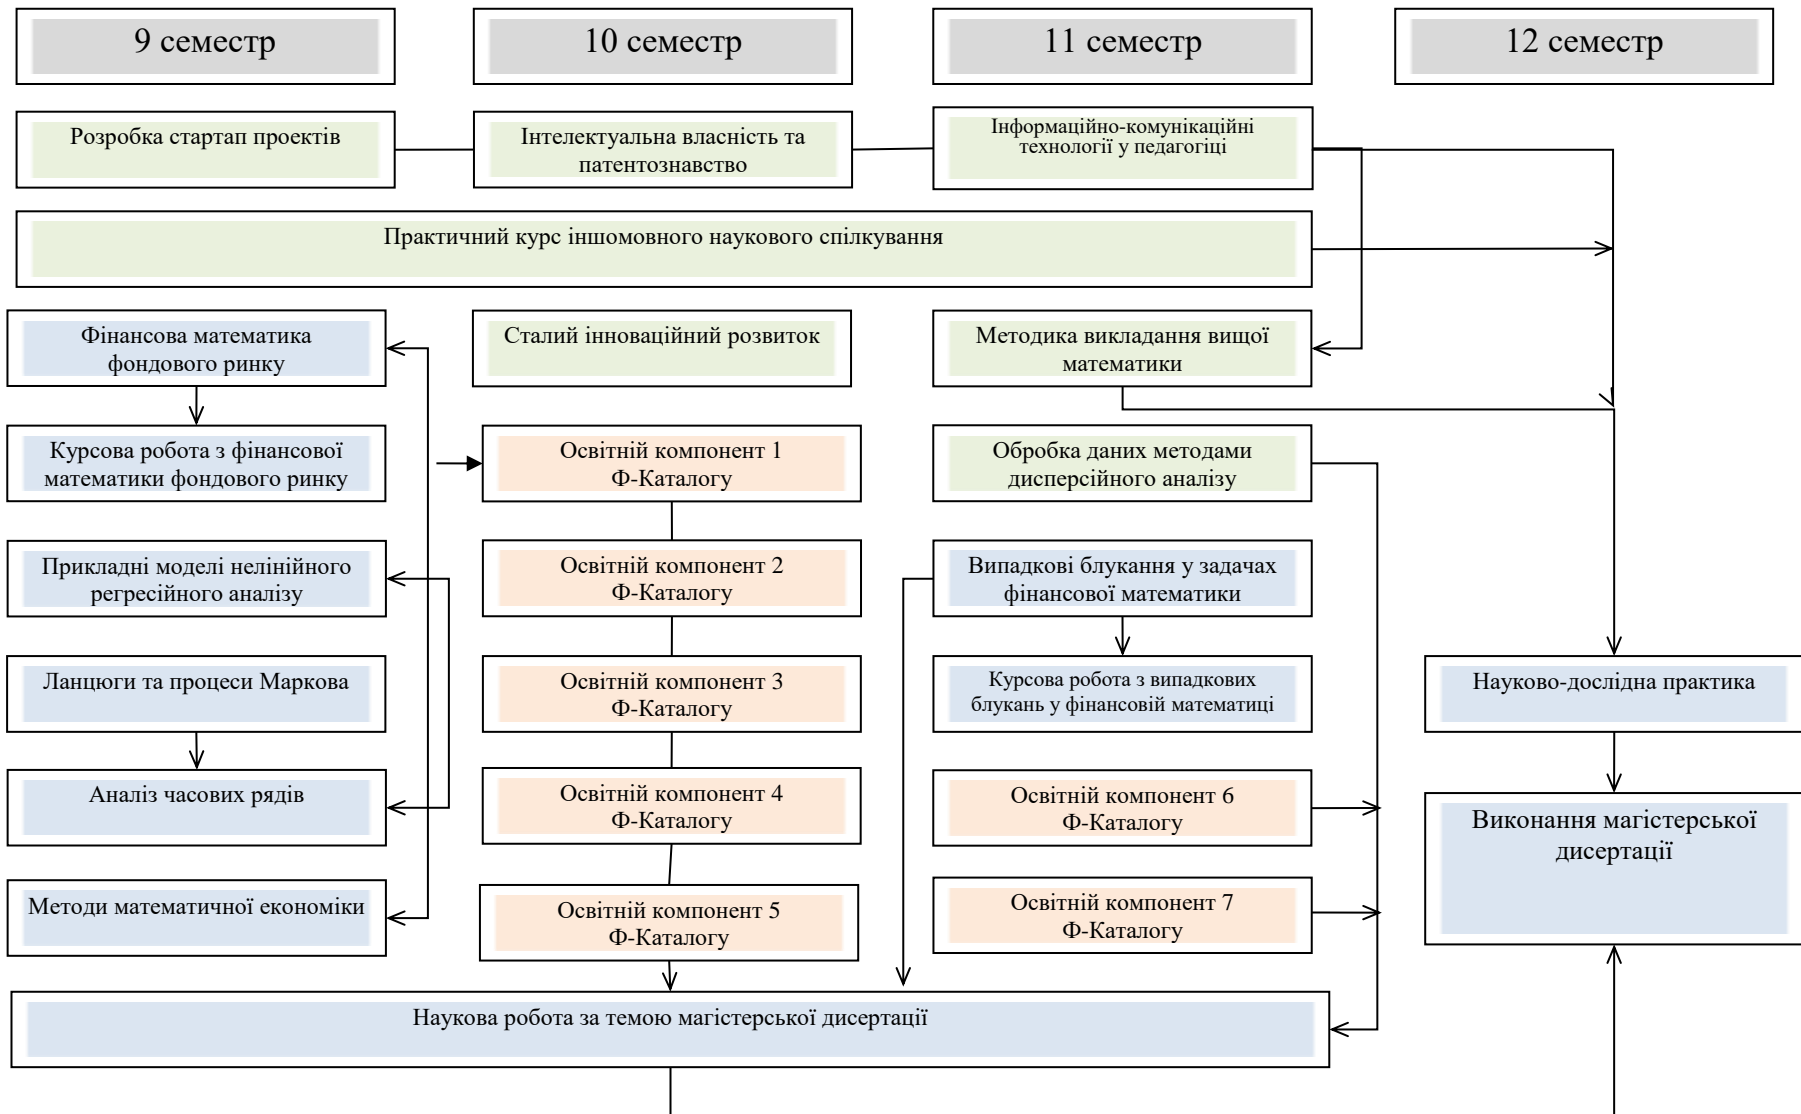 9 семестр
10 семестр
11 семестр
12 семестр
Розробка стартап проектів
Інтелектуальна власність та
патентознавство
Інформаційно-комунікаційні
технології у педагогіці
Практичний курс іншомовного наукового спілкування
Фінансова математика
фондового ринку
Сталий інноваційний розвиток
Методика викладання вищої
математики
Курсова робота з фінансової
математики фондового ринку
Освітній компонент 1
Ф-Каталогу
Обробка даних методами
дисперсійного аналізу
Прикладні моделі нелінійного
регресійного аналізу
Освітній компонент 2
Ф-Каталогу
Випадкові блукання у задачах
фінансової математики
Ланцюги та процеси Маркова
Освітній компонент 3
Ф-Каталогу
Курсова робота з випадкових
блукань у фінансовій математиці
Науково-дослідна практика
Аналіз часових рядів
Освітній компонент 4
Ф-Каталогу
Освітній компонент 6
Ф-Каталогу
Виконання магістерської
дисертації
Методи математичної економіки
Освітній компонент 5
Ф-Каталогу
Освітній компонент 7
Ф-Каталогу
Наукова робота за темою магістерської дисертації